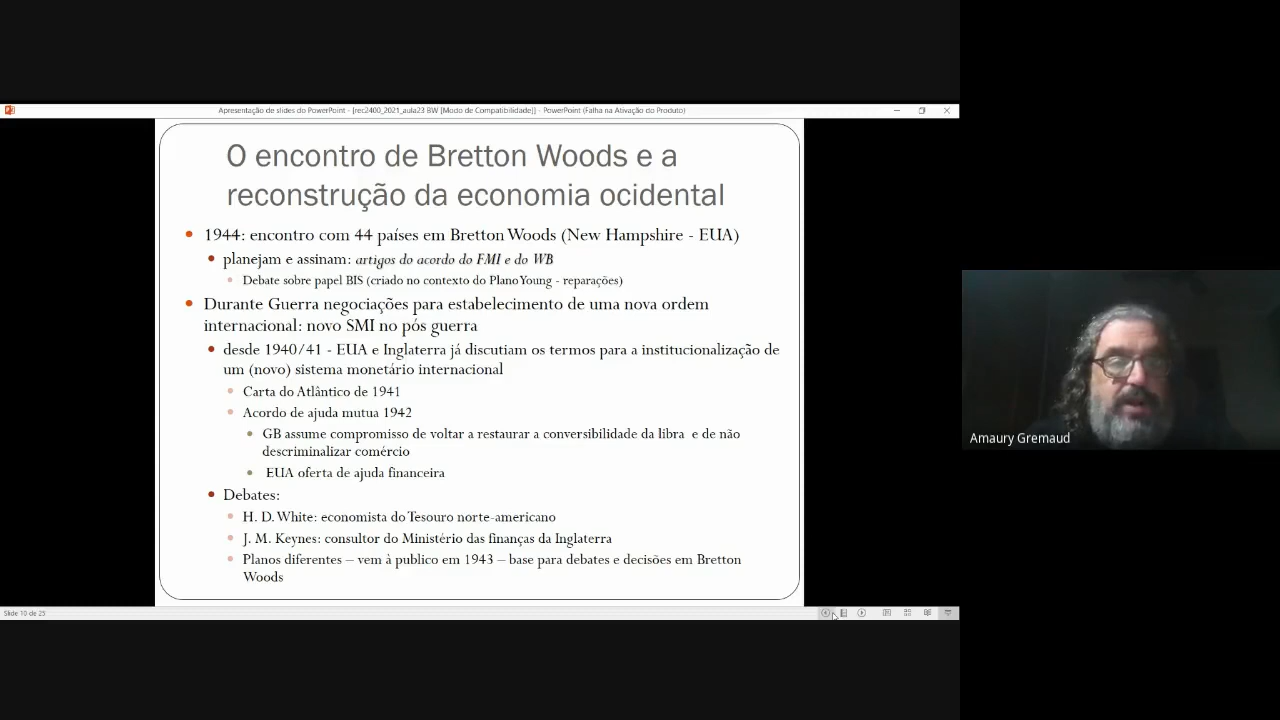 Apresentação de slides do PowerPoint - [rec2400_2021_aula23 BW [Modo de Compatibilidade]] - PowerPoint (Falha na Ativação do Produto)
O encontro de Bretton Woods e a
reconstrução da economia ocidental
1944: encontro com 44 países em Bretton Woods (New Hampshire - EUA)
planejam e assinam: artigos do acordo do FMI e do WB
Debate sobre papel BIS (criado no contexto do Plano Young - reparações)
Durante Guerra negociações para estabelecimento de uma nova ordem
internacional: novo SMI no pós guerra
desde 1940/41 - EUA e Inglaterra já discutiam os termos para a institucionalização de
um (novo) sistema monetário internacional
Carta do Atlântico de 1941
Acordo de ajuda mutua 1942
GB assume compromisso de voltar a restaurar a conversibilidade da libra e de não
descriminalizar comércio
EUA oferta de ajuda financeira
Debates:
H. D. White: economista do Tesouro norte-americano
J. M. Keynes: consultor do Ministério das finanças da Inglaterra
Planos diferentes – vem à publico em 1943 – base para debates e decisões em Bretton
Woods
Slide 10 de 25
Amaury Gremaud